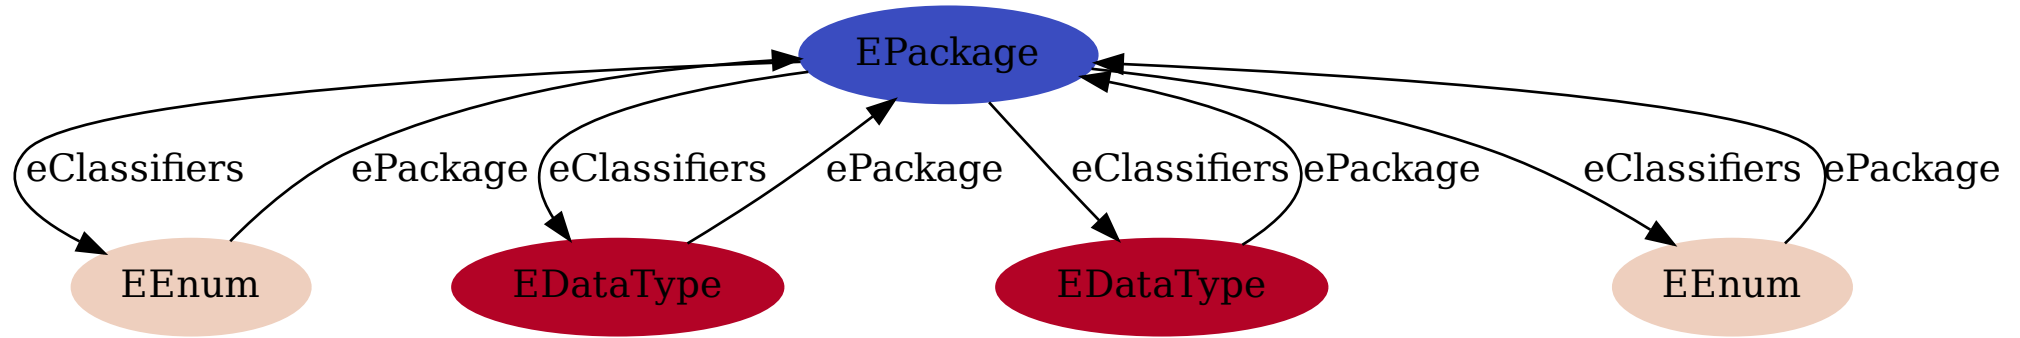 EPackage
eClassifiers
ePackage
eClassifiers
ePackage
eClassifiers
ePackage
eClassifiers
ePackage
EEnum
EDataType
EDataType
EEnum